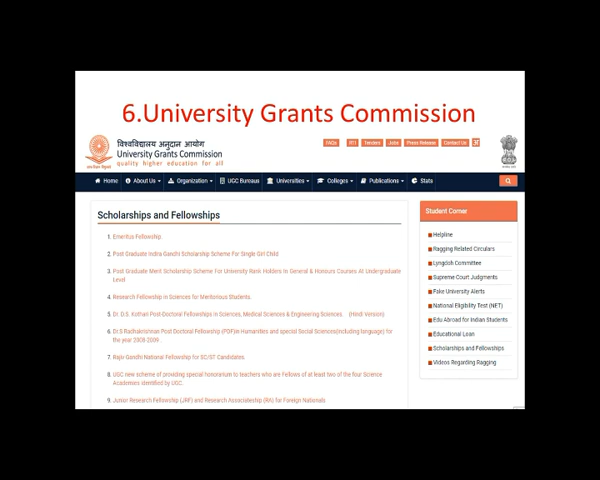 6.University Grants Commission
विश्वविद्यालय अनुदान आयोग
University Grants Commission
quality higher education for all
FAQs RTI Tenders Jobs Press Release Contact Us अ
Home About Us Organization UGC Bureaus Universities Colleges Publications Stats
Scholarships and Fellowships
1. Emeritus Fellowship
2. Post Graduate Indira Gandhi Scholarship Scheme For Single Girl Child
3. Post Graduate Merit Scholarship Scheme For University Rank Holders In General & Honours Courses At Undergraduate
Level
4. Research Fellowship in Sciences for Meritorious Students.
5. Dr. D.S. Kothari Post-Doctoral Fellowships in Sciences, Medical Sciences & Engineering Sciences. (Hindi Version)
6. Dr.S.Radhakrishnan Post Doctoral Fellowship (PDF)in Humanities and special Social Sciences(including language) for
the year 2008-2009.
7. Rajiv Gandhi National Fellowship for SC/ST Candidates.
8. UGC new scheme of providing special honorarium to teachers who are Fellows of at least two of the four Science
Academies identified by UGC.
9. Junior Research Fellowship (JRF) and Research Associateship (RA) for Foreign Nationals
Student Corner
Helpline
Ragging Related Circulars
Lyngdoh Committee
Supreme Court Judgments
Fake University Alerts
National Eligibility Test (NET)
Edu Abroad for Indian Students
Educational Loan
Scholarships and Fellowships
Videos Regarding Ragging